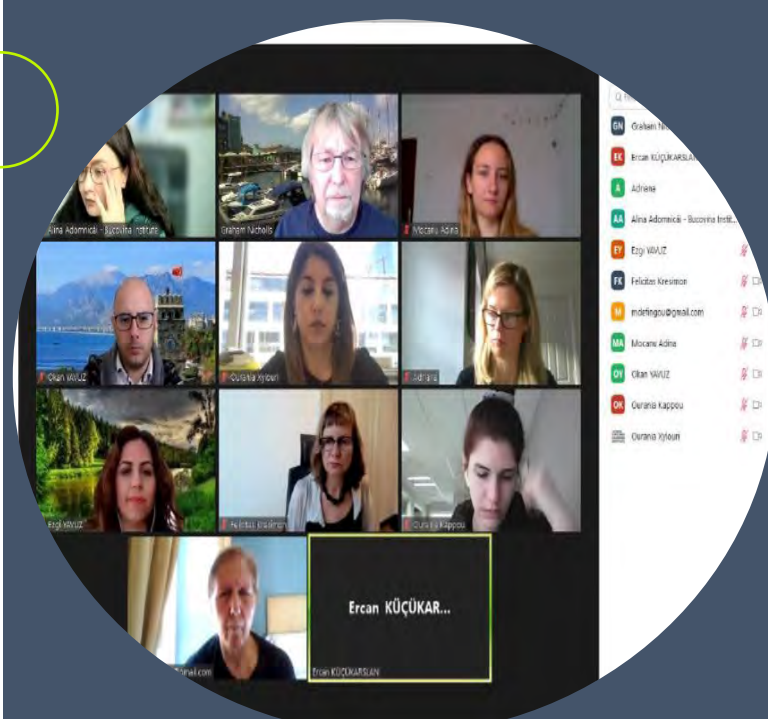 Alina Adomnicăi - Bucovina Institute
Graham Nicholls
Mocanu Adina
Okan YAVUZ
Ourania Xylouri
Adriana
Ezgi YAVUZ
Felicitas Kresimon
Ourania Kappou
@gmail.com
Ercan KÜÇÜKAR...
Ercan KÜÇÜKARSLAN
GN Graham
EK Ercan KÜÇÜKARSLAN
A Adriana
AA Alina Adomnicăi - Bucovina Instit...
EY Ezgi YAVUZ
FK Felicitas Kresimon
M
MA Mocanu Adina
OY Okan YAVUZ
OK Ourania Kappou
Ourania Xylouri